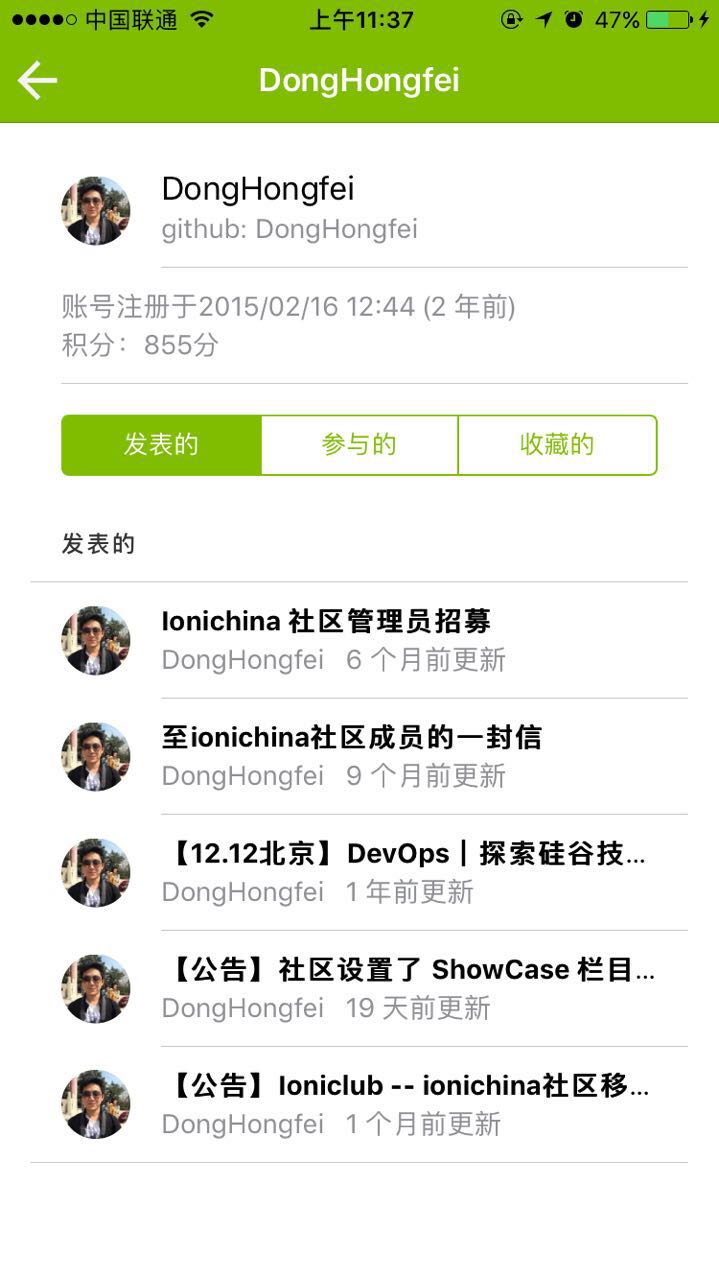 中国联通 上午11:37 47%
DongHongfei
DongHongfei
github: DongHongfei
账号注册于2015/02/16 12:44 (2 年前)
积分：855分
发表的 参与的 收藏的
发表的
Ionichina 社区管理员招募
DongHongfei 6 个月前更新
至ionichina社区成员的一封信
DongHongfei 9 个月前更新
【12.12北京】DevOps｜探索硅谷技...
DongHongfei 1 年前更新
【公告】社区设置了 ShowCase 栏目...
DongHongfei 19 天前更新
【公告】Ioniclub -- ionichina社区移...
DongHongfei 1 个月前更新